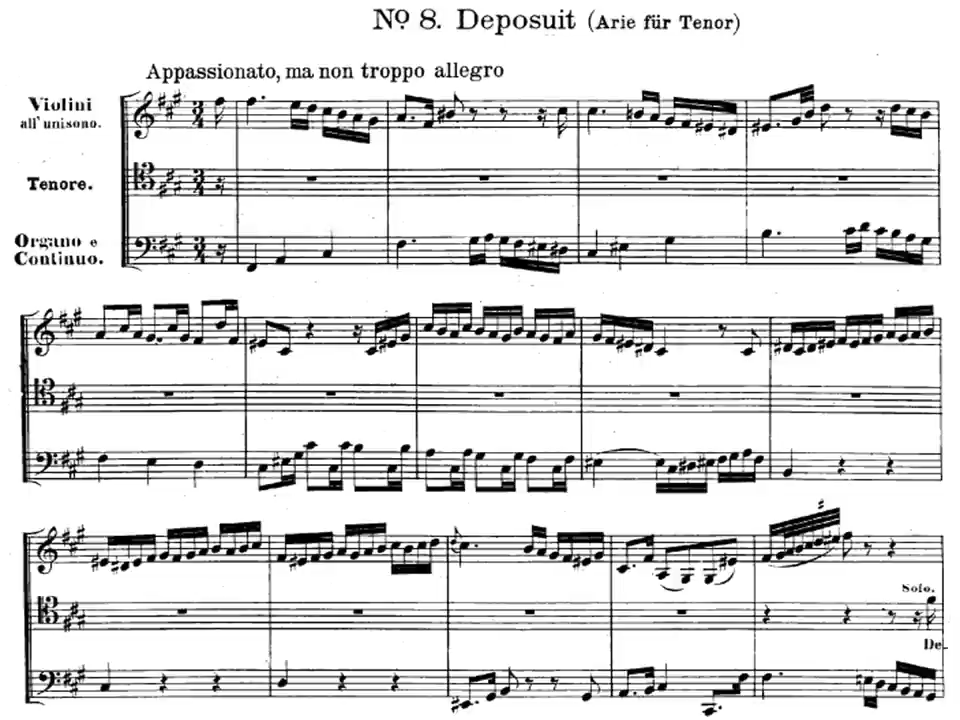 Nº 8. Deposuit (Arie für Tenor)
Appassionato, ma non troppo allegro
Violini
all'unisono.
Tenore.
Organo e
Continuo.
Solo.
De-